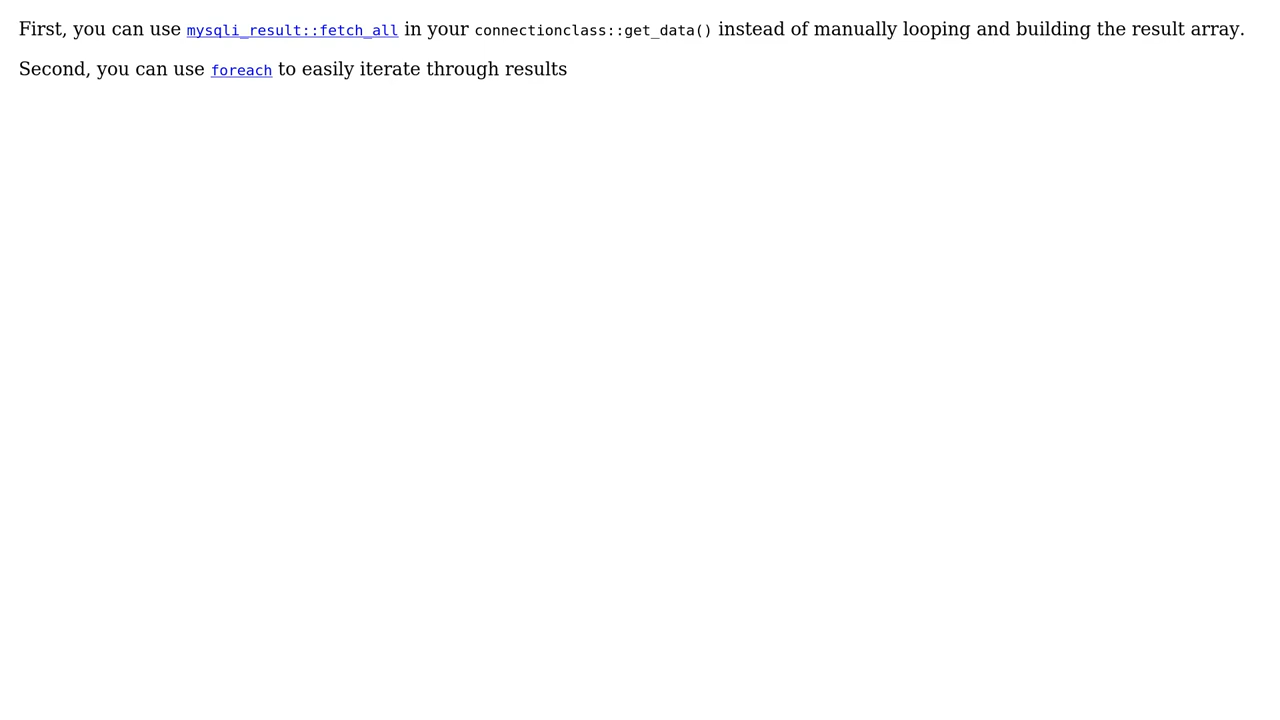 First, you can use mysqli_result::fetch_all in your connectionclass::get_data() instead of manually looping and building the result array.
Second, you can use foreach to easily iterate through results